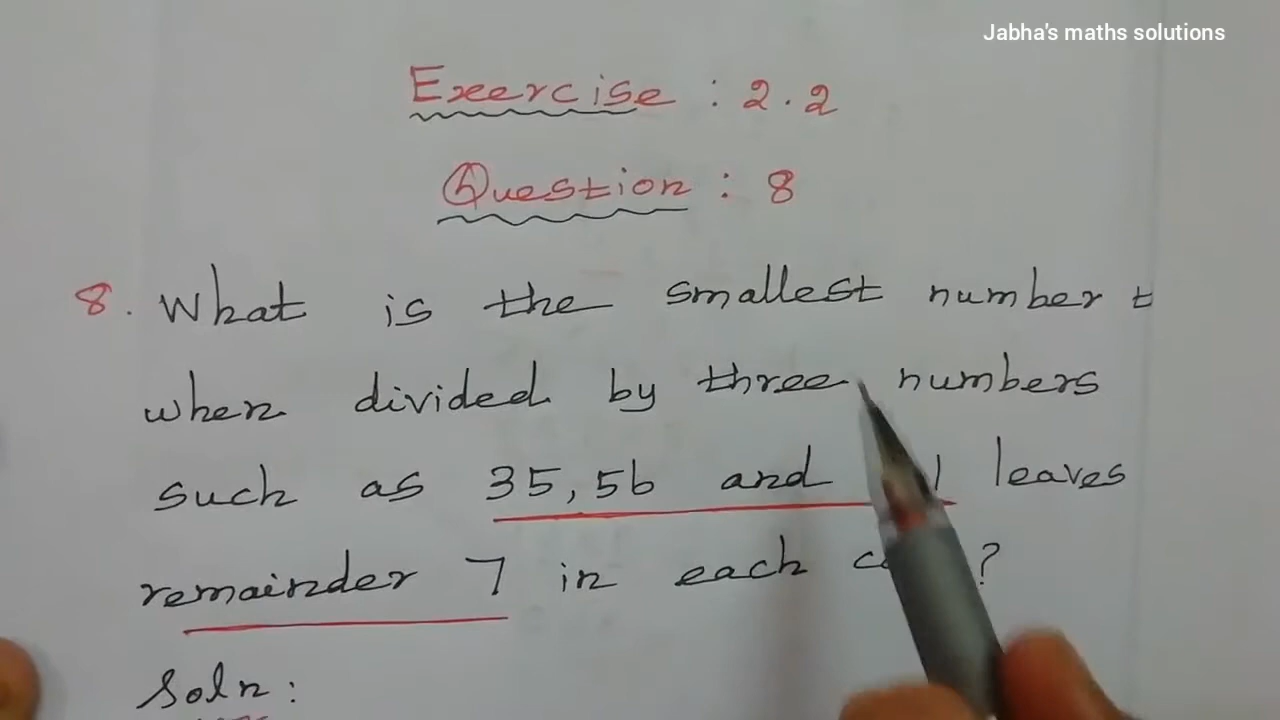 Jabha's maths solutions
Exercise : 2.2
Question : 8
8. What is the smallest number t
when divided by three numbers
such as 35, 56 and 1 leaves
remainder 7 in each ?
Soln :